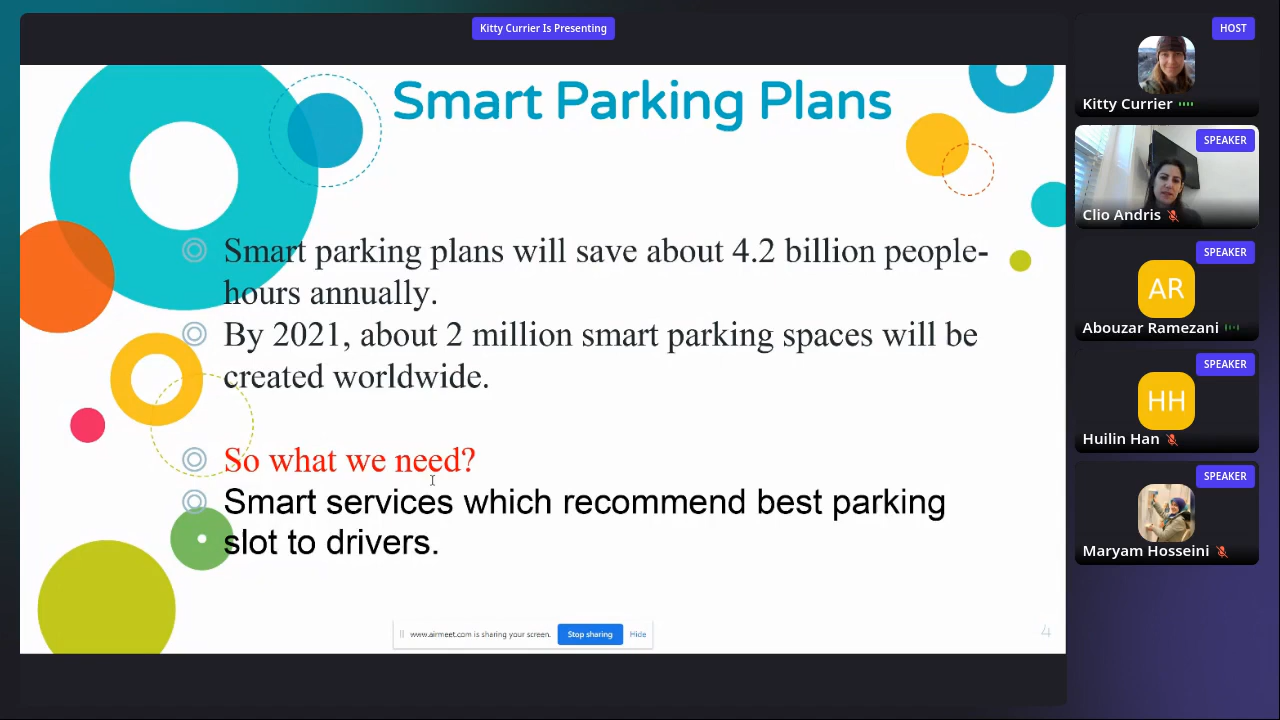 Kitty Currier Is Presenting
Smart Parking Plans
Smart parking plans will save about 4.2 billion people-
hours annually.
By 2021, about 2 million smart parking spaces will be
created worldwide.
So what we need?
Smart services which recommend best parking
slot to drivers.
www.airmeet.com is sharing your screen. Stop sharing Hide
4
HOST
Kitty Currier
SPEAKER
Clio Andris
SPEAKER
AR
Abouzar Ramezani
SPEAKER
HH
Huilin Han
SPEAKER
Maryam Hosseini